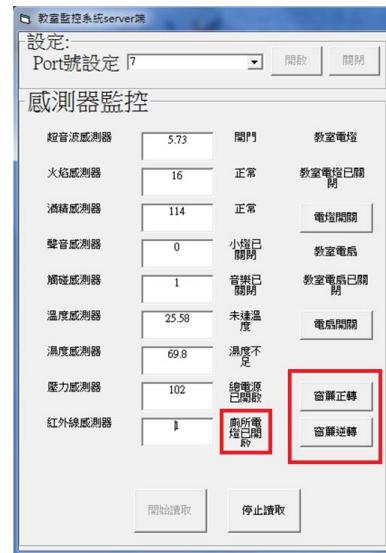 教室監控系統server端
設定:
Port號設定 7 開啟 關閉
感測器監控
超音波感測器 5.73 開門 教室電燈
火焰感測器 16 正常 教室電燈已關
閉
酒精感測器 114 正常 電燈開關
聲音感測器 0 小燈已
關閉 教室電扇
觸碰感測器 1 音樂已
關閉 教室電扇已關
閉
溫度感測器 25.58 未達溫
度 電扇開關
濕度感測器 69.8 濕度不
足
壓力感測器 102 總電源
已開啟 窗簾正轉
紅外線感測器 1 廁所電
燈已開
啟 窗簾逆轉
開始讀取 停止讀取